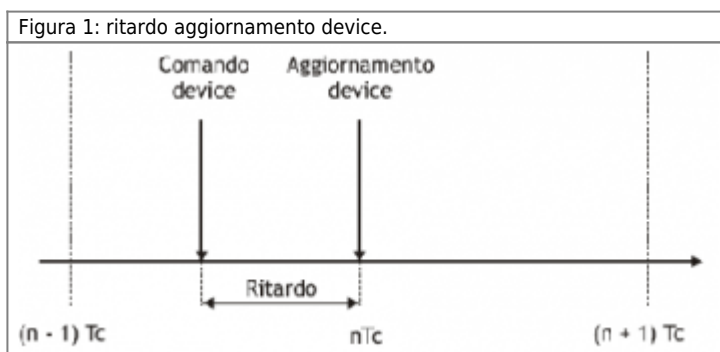 Figura 1: ritardo aggiornamento device.
Comando device
Aggiornamento device
Ritardo
(n - 1) Tc
nTc
(n + 1) Tc